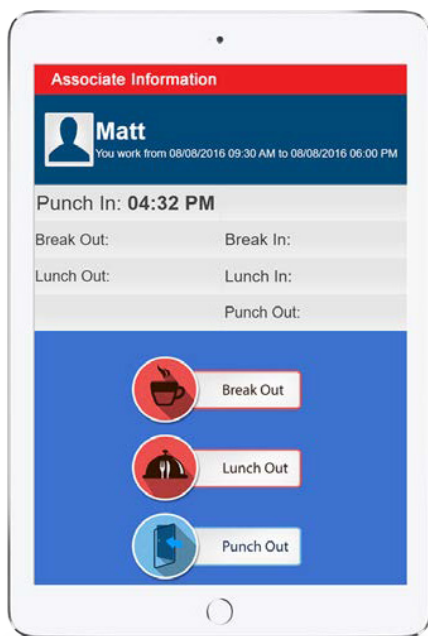 Associate Information
Matt
You work from 08/08/2016 09:30 AM to 08/08/2016 06:00 PM
Punch In: 04:32 PM
Break Out: Break In:
Lunch Out: Lunch In:
Punch Out:
Break Out
Lunch Out
Punch Out